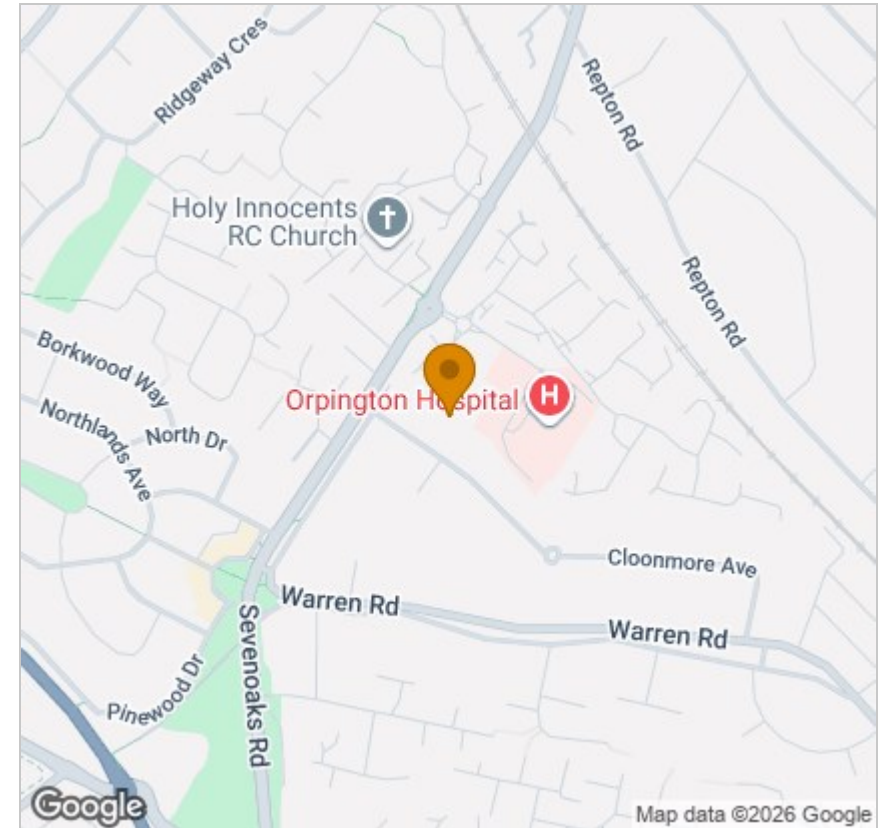 Ridgeway Cres
Repton Rd
Holy Innocents
RC Church
Repton Rd
Borkwood Way
Orpington Hospital
H
Northlands Ave
North Dr
Cloonmore Ave
Warren Rd
Warren Rd
Sevenoaks Rd
Pinewood Dr
Google
Map data ©2026 Google